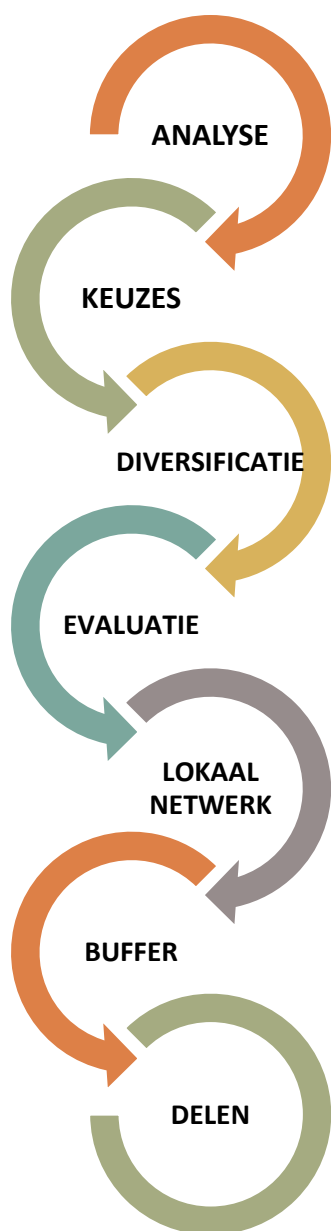 ANALYSE
KEUZES
DIVERSIFICATIE
EVALUATIE
LOKAAL
NETWERK
BUFFER
DELEN